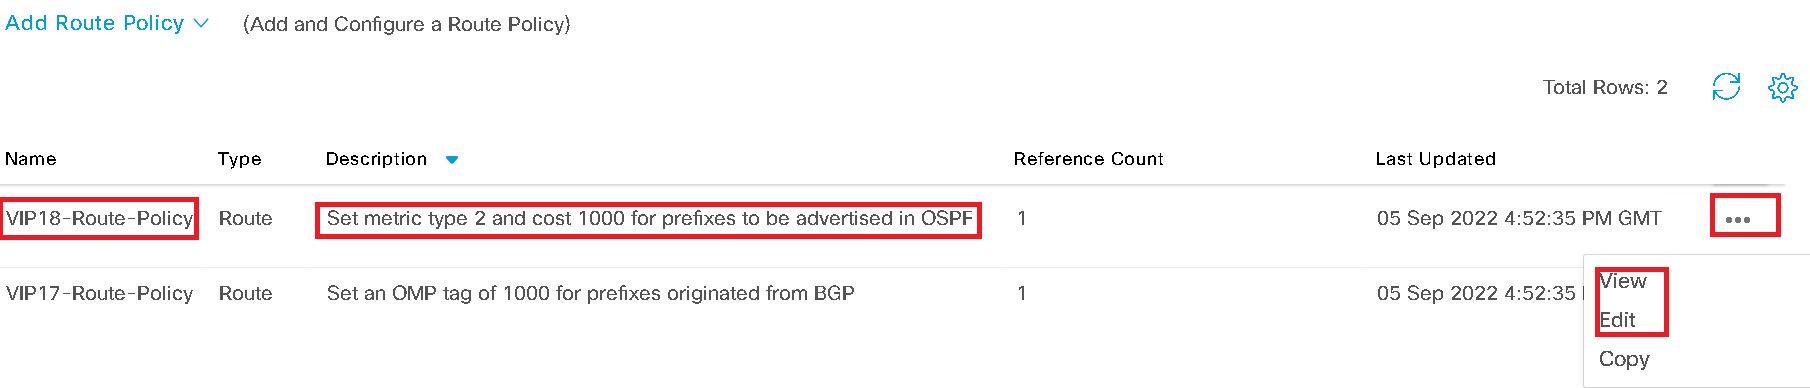 Add Route Policy (Add and Configure a Route Policy)
Total Rows: 2
Name Type Description Reference Count Last Updated
VIP18-Route-Policy Route Set metric type 2 and cost 1000 for prefixes to be advertised in OSPF 1 05 Sep 2022 4:52:35 PM GMT
VIP17-Route-Policy Route Set an OMP tag of 1000 for prefixes originated from BGP 1 05 Sep 2022 4:52:35
View
Edit
Copy